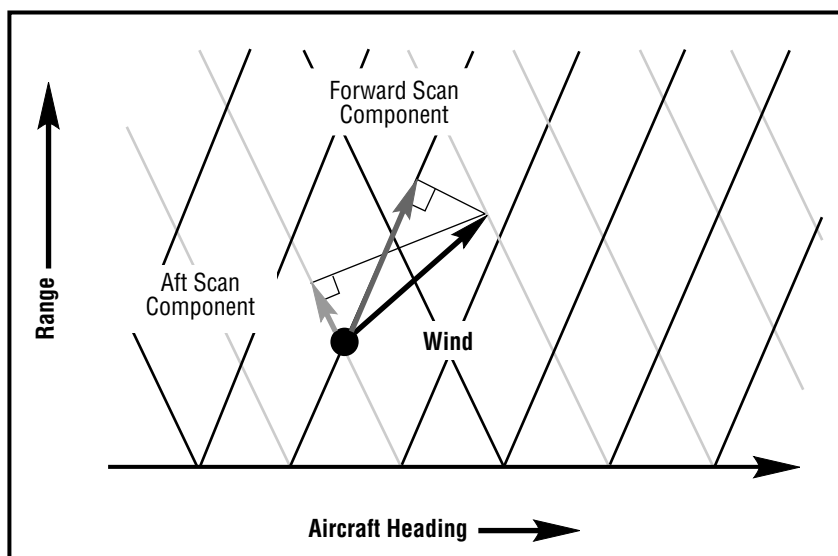 Forward Scan
Component
Range
Aft Scan
Component
Wind
Aircraft Heading